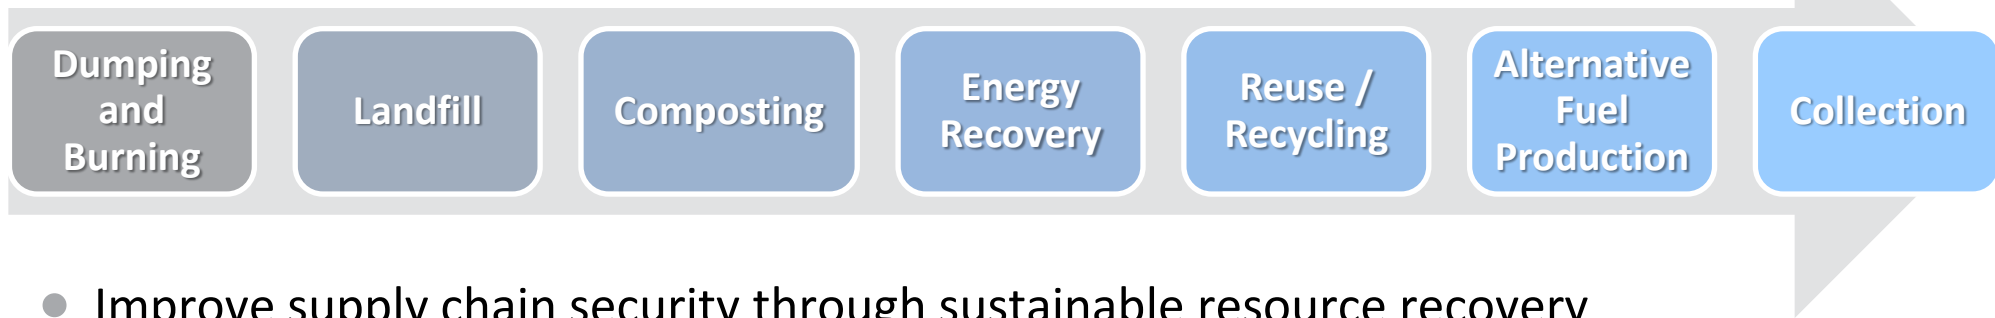 Dumping
and
Burning
Landfill
Composting
Energy
Recovery
Reuse /
Recycling
Alternative
Fuel
Production
Collection
Improve supply chain security through sustainable resource recovery